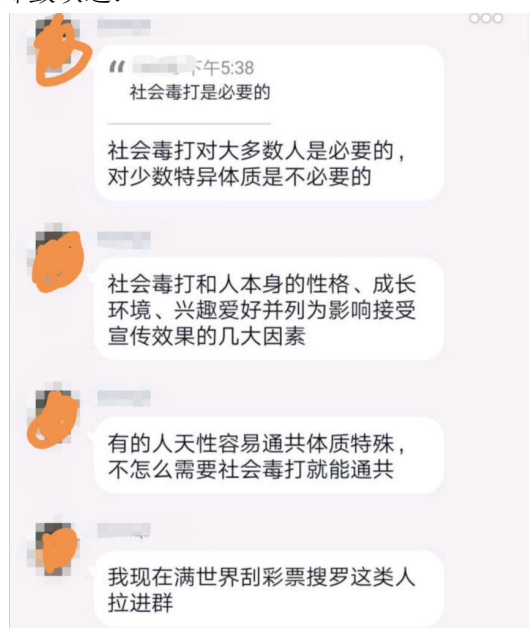 “ 下午5:38
社会毒打是必要的
社会毒打对大多数人是必要的，
对少数特异体质是不必要的
社会毒打和人本身的性格、成长
环境、兴趣爱好并列为影响接受
宣传效果的几大因素
有的人天性容易通共体质特殊，
不怎么需要社会毒打就能通共
我现在满世界刮彩票搜罗这类人
拉进群